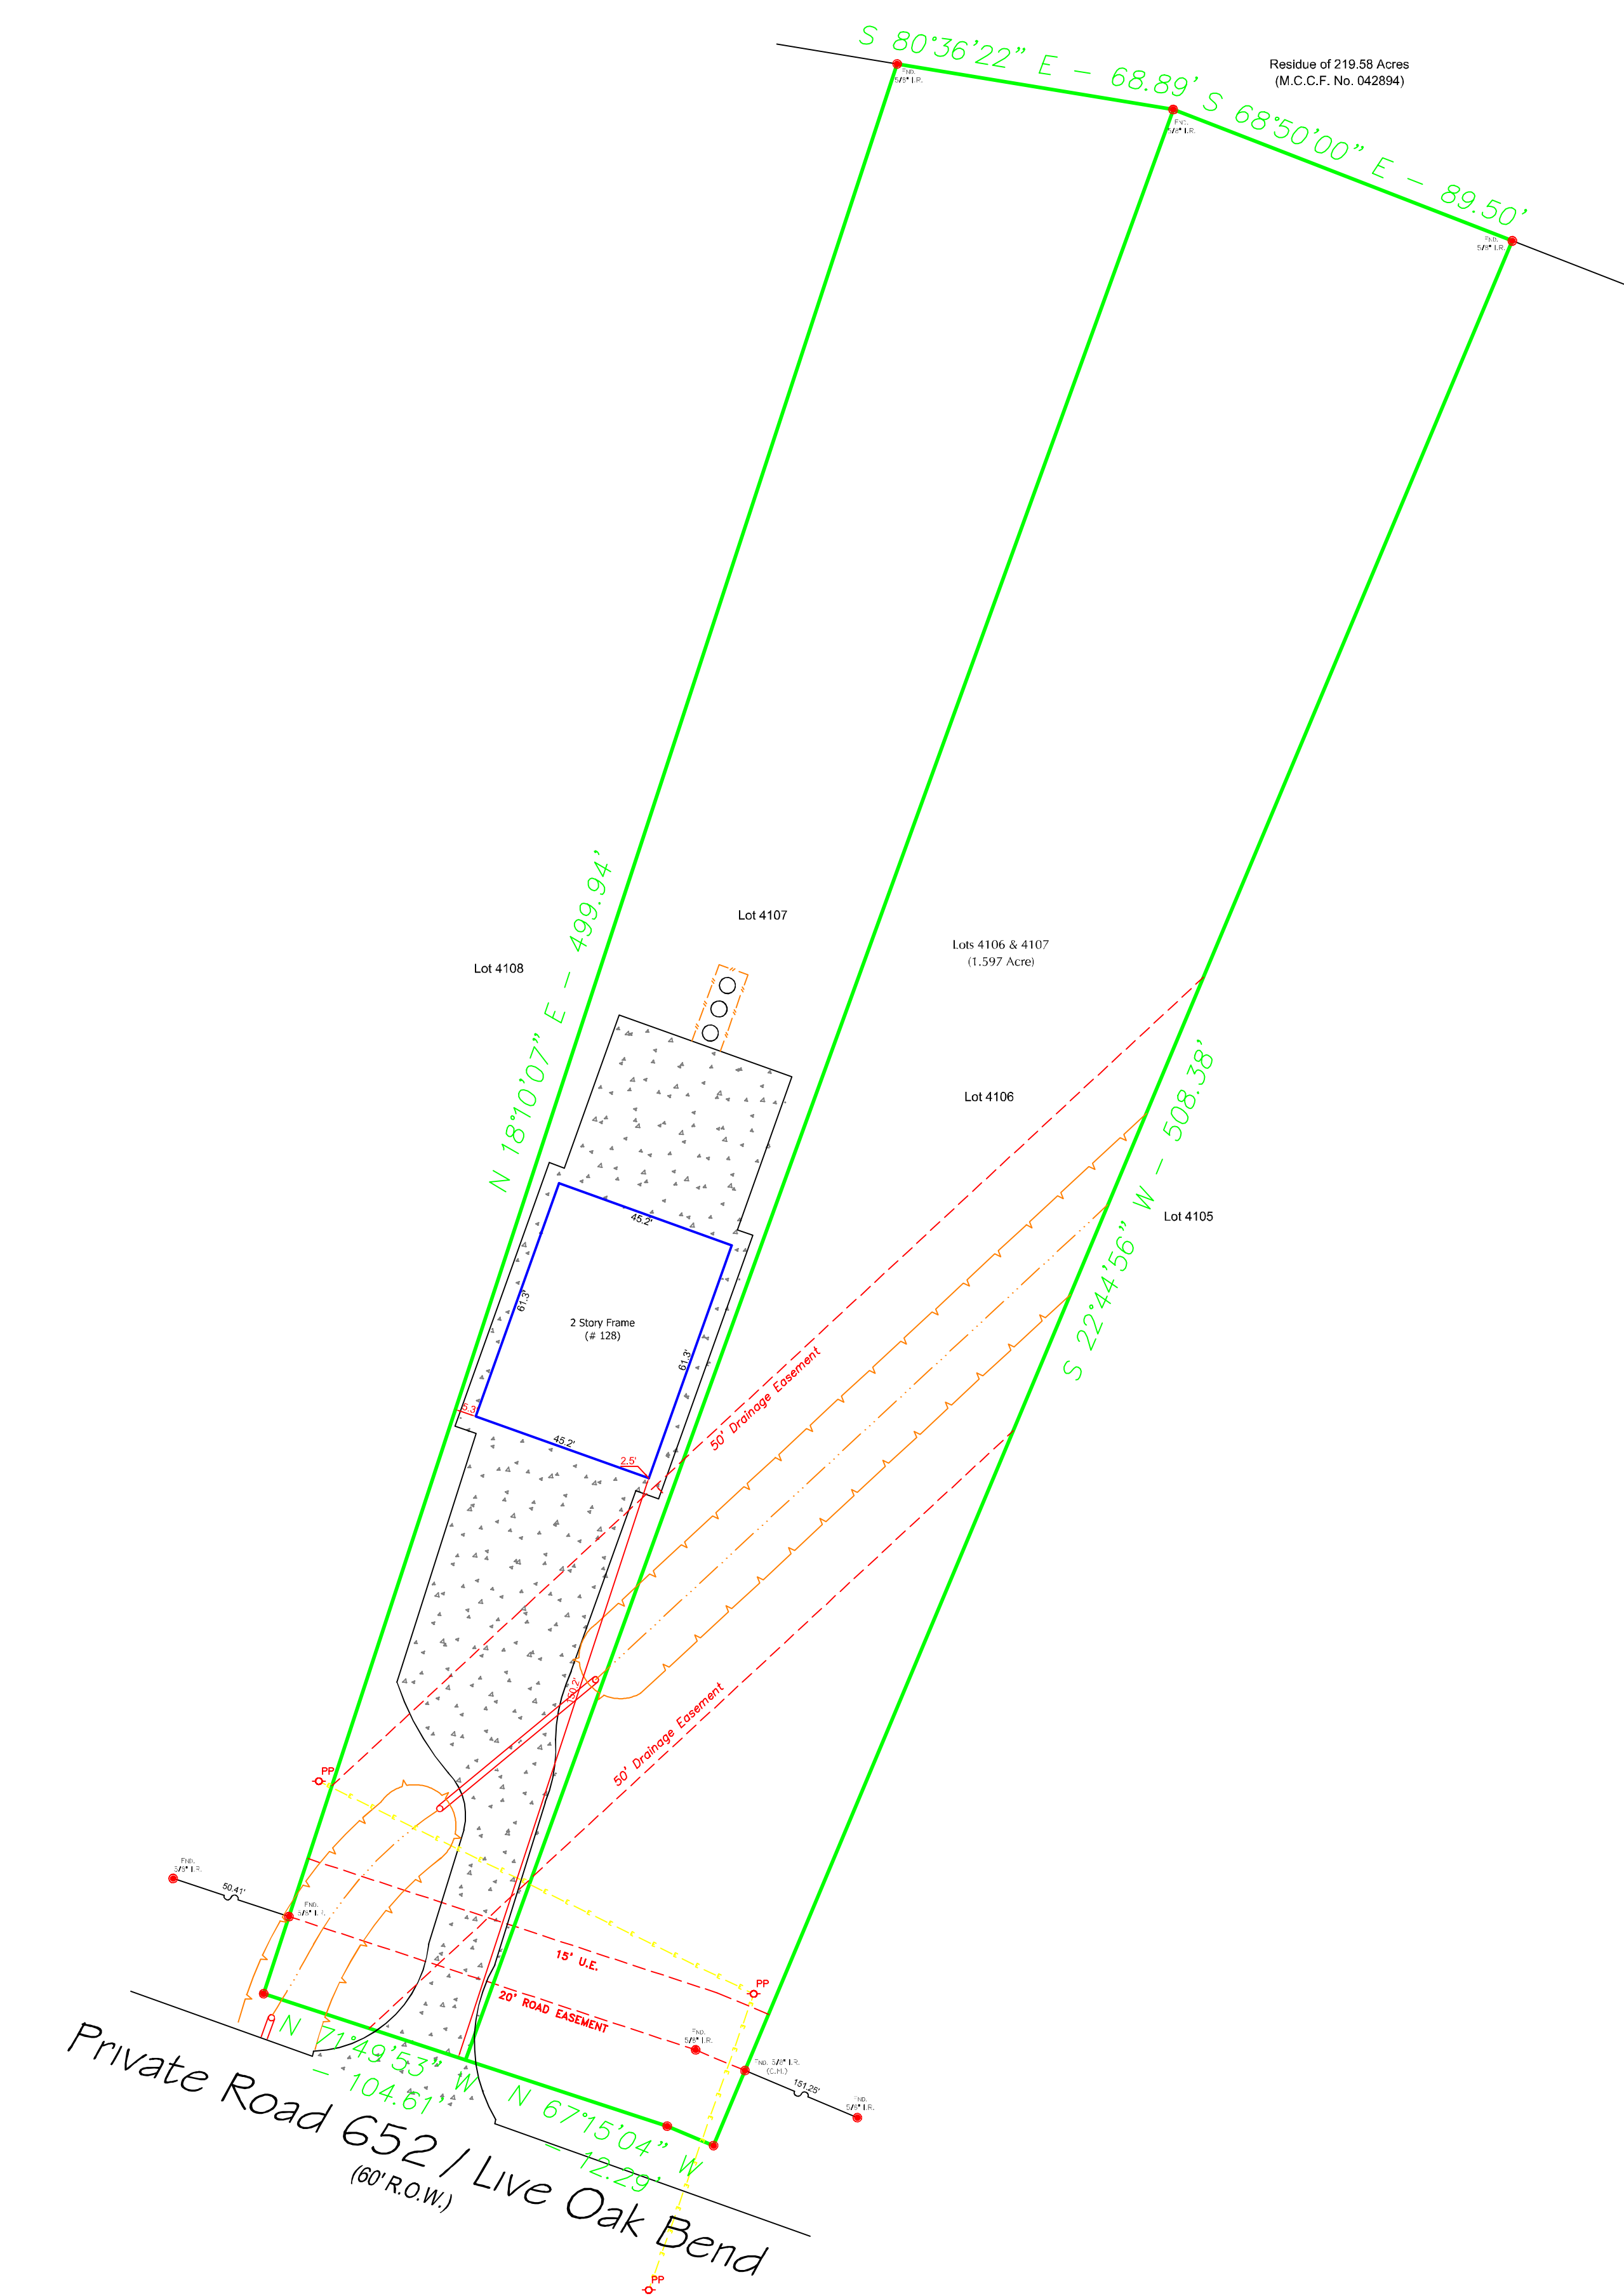 S 80°36'22" E - 68.89'
S 68°50'00" E - 89.50'
Residue of 219.58 Acres
(M.C.C.F. No. 042894)
FND.
5/8" I.R.
FND.
5/8" I.R.
FND.
5/8" I.R.
N 18°10'07" E - 499.94'
Lot 4107
Lots 4106 & 4107
(1.597 Acre)
Lot 4108
Lot 4106
S 22°44'56" W - 508.38'
Lot 4105
45.2'
61.3'
2 Story Frame
(# 128)
61.3'
5.3'
45.2'
2.5'
50' Drainage Easement
150.2'
50' Drainage Easement
PP
FND.
5/8" I.R.
50.41'
FND.
5/8" I.R.
15' U.E.
PP
20' ROAD EASEMENT
FND.
5/8" I.R.
FND. 5/8" I.R.
(C.M.)
151.25'
FND.
5/8" I.R.
N 71°49'53" W
- 104.61'
N 67°15'04" W
- 12.29'
Private Road 652 / Live Oak Bend
(60' R.O.W.)
PP